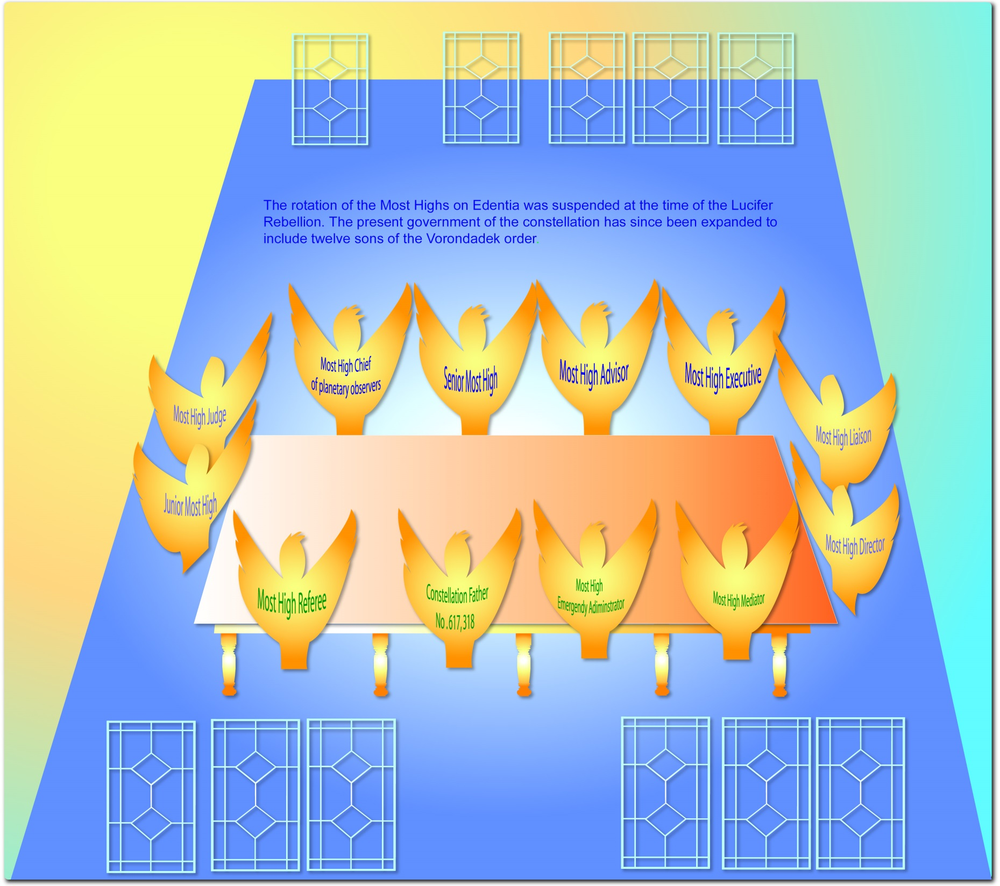 The rotation of the Most Highs on Edentia was suspended at the time of the Lucifer
Rebellion. The present government of the constellation has since been expanded to
include twelve sons of the Vorondadek order.
Most High Chief
of planetary observers
Senior Most High
Most High Advisor
Most High Executive
Most High Judge
Most High Liaison
Junior Most High
Most High Director
Most High Referee
Constellation Father
No.617,318
Most High
Emergendy Adiminstrator
Most High Mediator